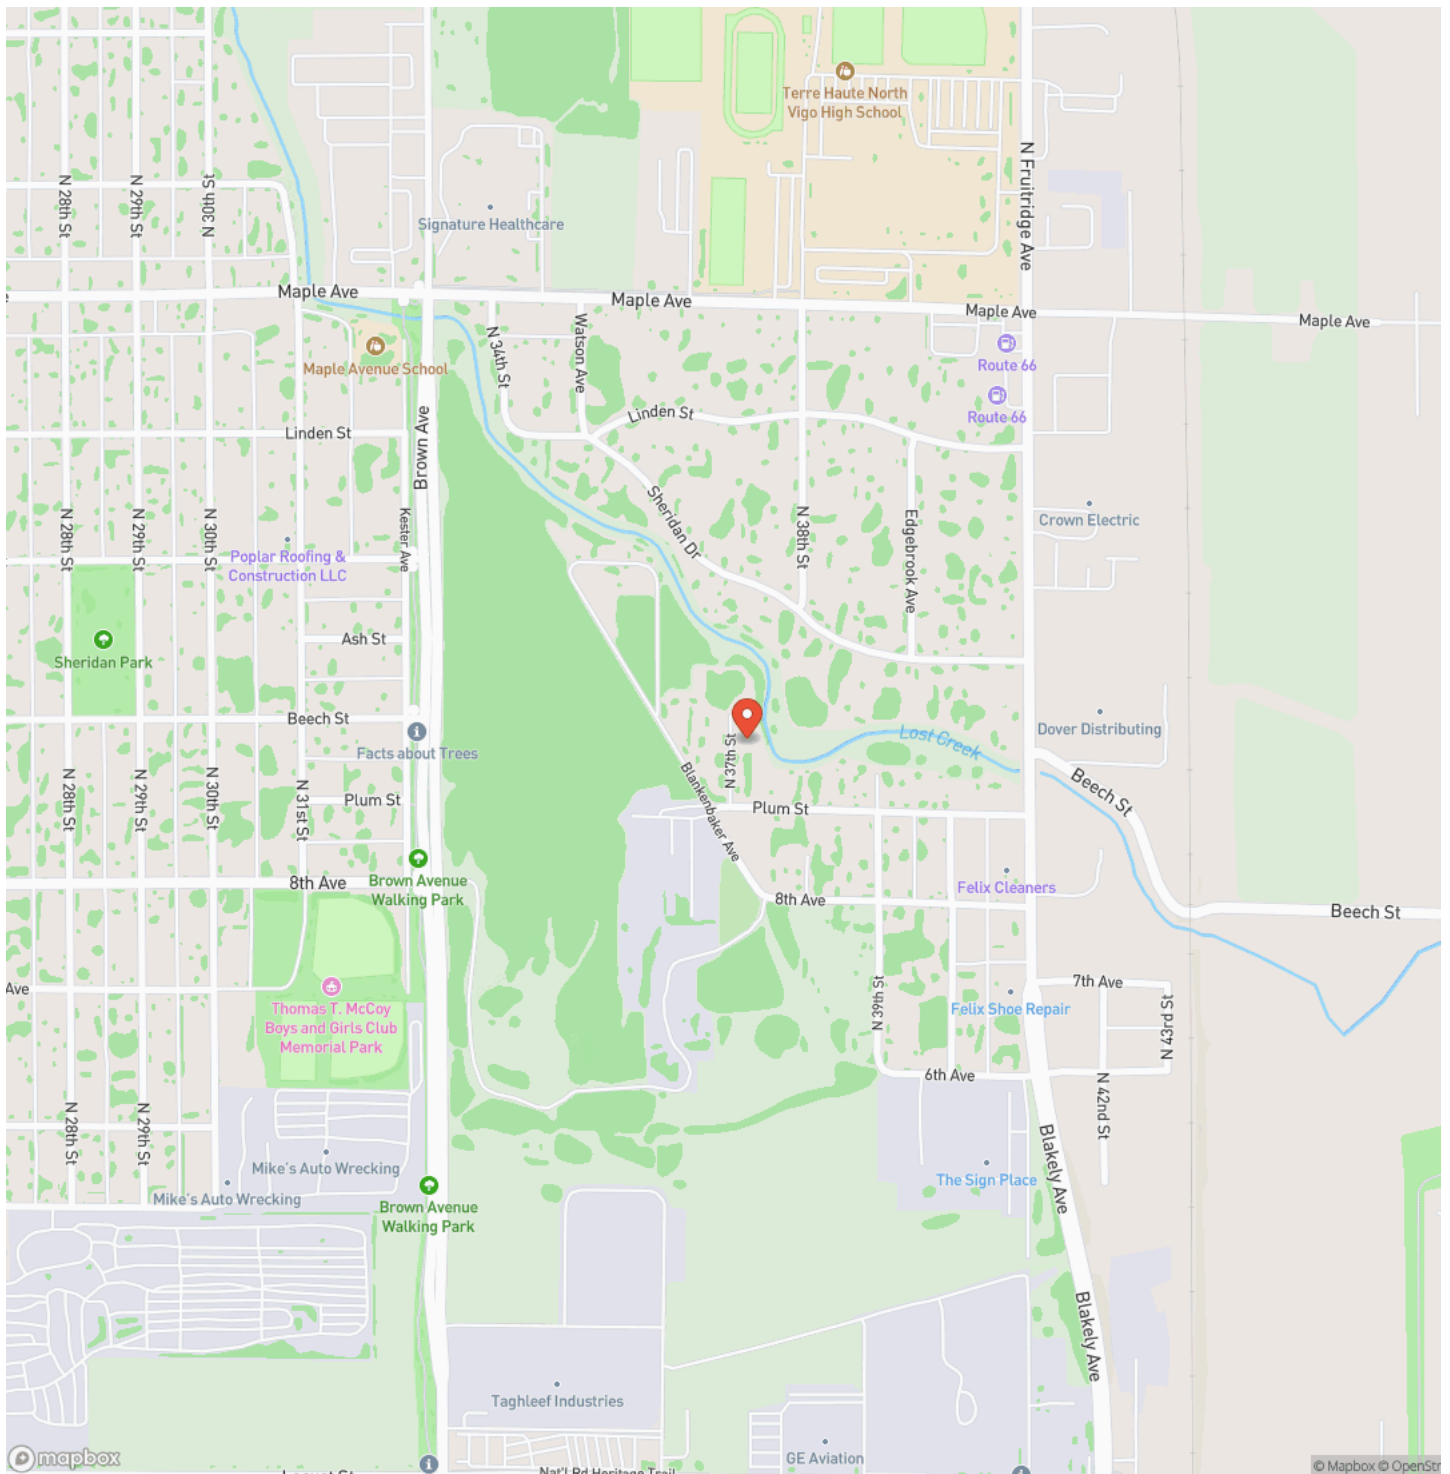 Terre Haute North
Vigo High School
N Fruitridge Ave
N 28th St
N 29th St
N 30th St
Signature Healthcare
Maple Ave
Maple Ave
Maple Ave
Maple Ave
N 34th St
Watson Ave
Maple Avenue School
Route 66
Route 66
Linden St
Linden St
Brown Ave
Sheridan Dr
N 28th St
N 29th St
N 30th St
Kester Ave
N 38th St
Edgebrook Ave
Crown Electric
Poplar Roofing &
Construction LLC
Ash St
Sheridan Park
Beech St
Facts about Trees
N 37th St
Lost Creek
Dover Distributing
Beech St
N 28th St
N 29th St
N 30th St
N 31st St
Plum St
Blankenbaker Ave
Plum St
8th Ave
Brown Avenue
Walking Park
8th Ave
Felix Cleaners
Beech St
Ave
Thomas T. McCoy
Boys and Girls Club
Memorial Park
N 39th St
7th Ave
Felix Shoe Repair
N 43rd St
6th Ave
N 42nd St
N 28th St
N 29th St
Mike's Auto Wrecking
Mike's Auto Wrecking
Blakely Ave
The Sign Place
Brown Avenue
Walking Park
Blakely Ave
Taghleef Industries
GE Aviation
mapbox
Locust St
Nat'l Rd Heritage Trail
© Mapbox © OpenStr